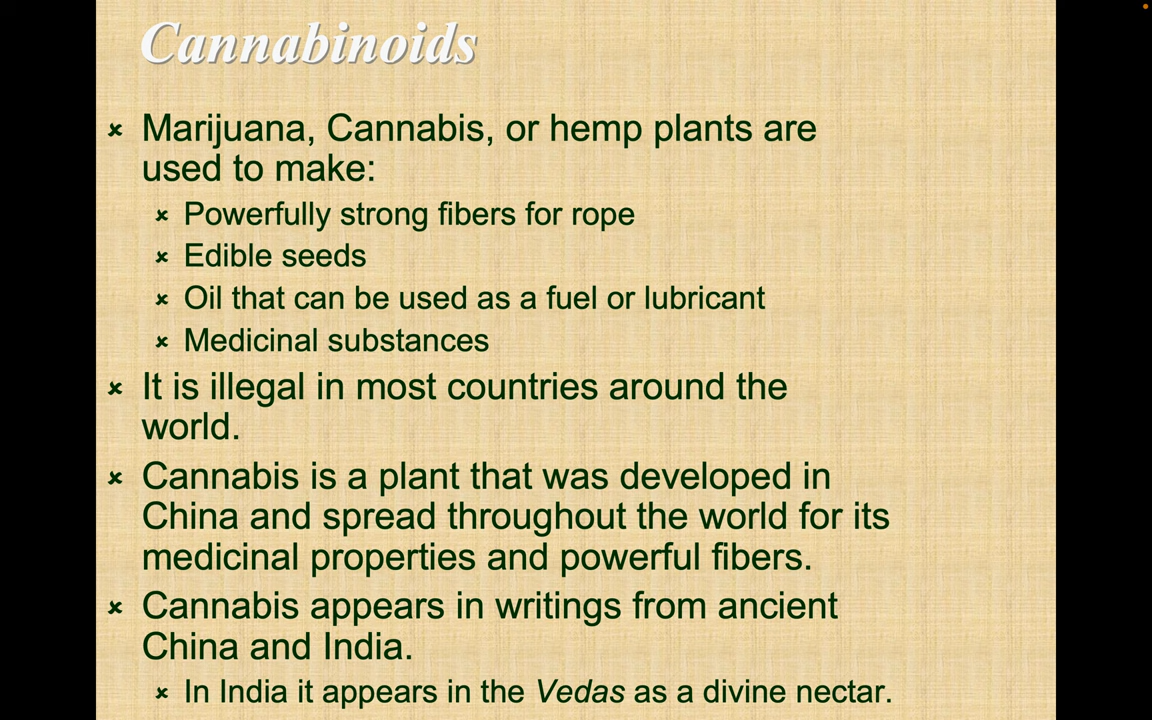 Cannabinoids
Marijuana, Cannabis, or hemp plants are
used to make:
Powerfully strong fibers for rope
Edible seeds
Oil that can be used as a fuel or lubricant
Medicinal substances
It is illegal in most countries around the
world.
Cannabis is a plant that was developed in
China and spread throughout the world for its
medicinal properties and powerful fibers.
Cannabis appears in writings from ancient
China and India.
In India it appears in the Vedas as a divine nectar.